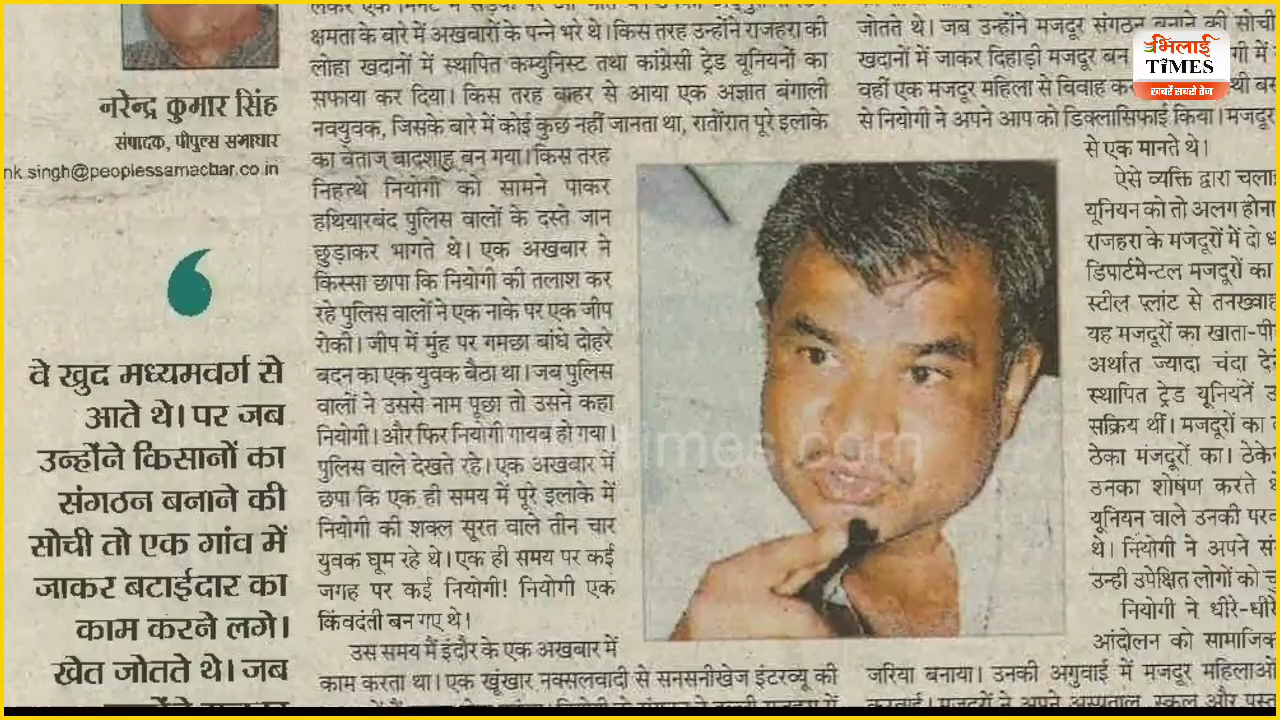 नरेन्द्र कुमार सिंह
संपादक, पीपुल्स समाचार
nk.singh@peoplessamachar.co.in
वे खुद मध्यमवर्ग से
आते थे। पर जब
उन्होंने किसानों का
संगठन बनाने की
सोची तो एक गांव में
जाकर बटाईदार का
काम करने लगे।
खेत जोतते थे। जब
क्षमता के बारे में अखबारों के पन्ने भरे थे। किस तरह उन्होंने राजहरा की
लोहा खदानों में स्थापित कम्युनिस्ट तथा कांग्रेसी ट्रेड यूनियनों का
सफाया कर दिया। किस तरह बाहर से आया एक अज्ञात बंगाली
नवयुवक, जिसके बारे में कोई कुछ नहीं जानता था, रातोंरात पूरे इलाके
का बेताज बादशाह बन गया। किस तरह
निहत्थे नियोगी को सामने पाकर
हथियारबंद पुलिस वालों के दस्ते जान
छुड़ाकर भागते थे। एक अखबार ने
किस्सा छापा कि नियोगी की तलाश कर
रहे पुलिस वालों ने एक नाके पर एक जीप
रोकी। जीप में मुंह पर गमछा बांधे दोहरे
बदन का एक युवक बैठा था। जब पुलिस
वालों ने उससे नाम पूछा तो उसने कहा
नियोगी। और फिर नियोगी गायब हो गया।
पुलिस वाले देखते रहे। एक अखबार में
छपा कि एक ही समय में पूरे इलाके में
नियोगी की शक्ल सूरत वाले तीन चार
युवक घूम रहे थे। एक ही समय पर कई
जगह पर कई नियोगी! नियोगी एक
किंवदंती बन गए थे!
उस समय मैं इंदौर के एक अखबार में
काम करता था। एक खूंखार नक्सलवादी से सनसनीखेज इंटरव्यू की
जोतते थे। जब उन्होंने मजदूर संगठन बनाने की सोची
खदानों में जाकर दिहाड़ी मजदूर बन
वहीं एक मजदूर महिला से विवाह
से नियोगी ने अपने आप को डिक्लासिफाई किया। मजदूर
से एक मानते थे।
ऐसे व्यक्ति द्वारा
यूनियन को तो अलग होना
राजहरा के मजदूरों में दो
डिपार्टमेन्टल मजदूरों का
स्टील प्लांट से
यह मजदूरों का
अर्थात ज्यादा चंदा
स्थापित ट्रेड यूनियनें
सक्रिय थीं। मजदूरों का
ठेका मंजदूरों का।
उनका शोषण करते
यूनियन वाले उनकी
थे। नियोगी ने अपने
उन्ही उपेक्षित लोगों को
नियोगी ने धीरे-धीरे
आंदोलन को सामाजिक
जरिया बनाया। उनकी अगुवाई में मजदूर महिलाओं
भिलाई
TIMES
खबरें सबसे तेज
times.com